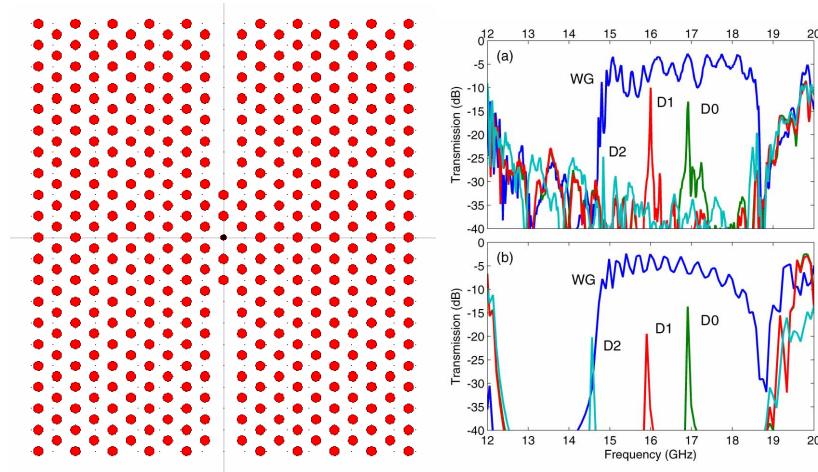 12 13 14 15 16 17 18 19 20
0
-5
-10
-15
-20
-25
-30
-35
-40
Transmission (dB)
(a)
WG
D1
D0
D2
0
-5
-10
-15
-20
-25
-30
-35
-40
Transmission (dB)
(b)
WG
D2
D1
D0
12 13 14 15 16 17 18 19 20
Frequency (GHz)